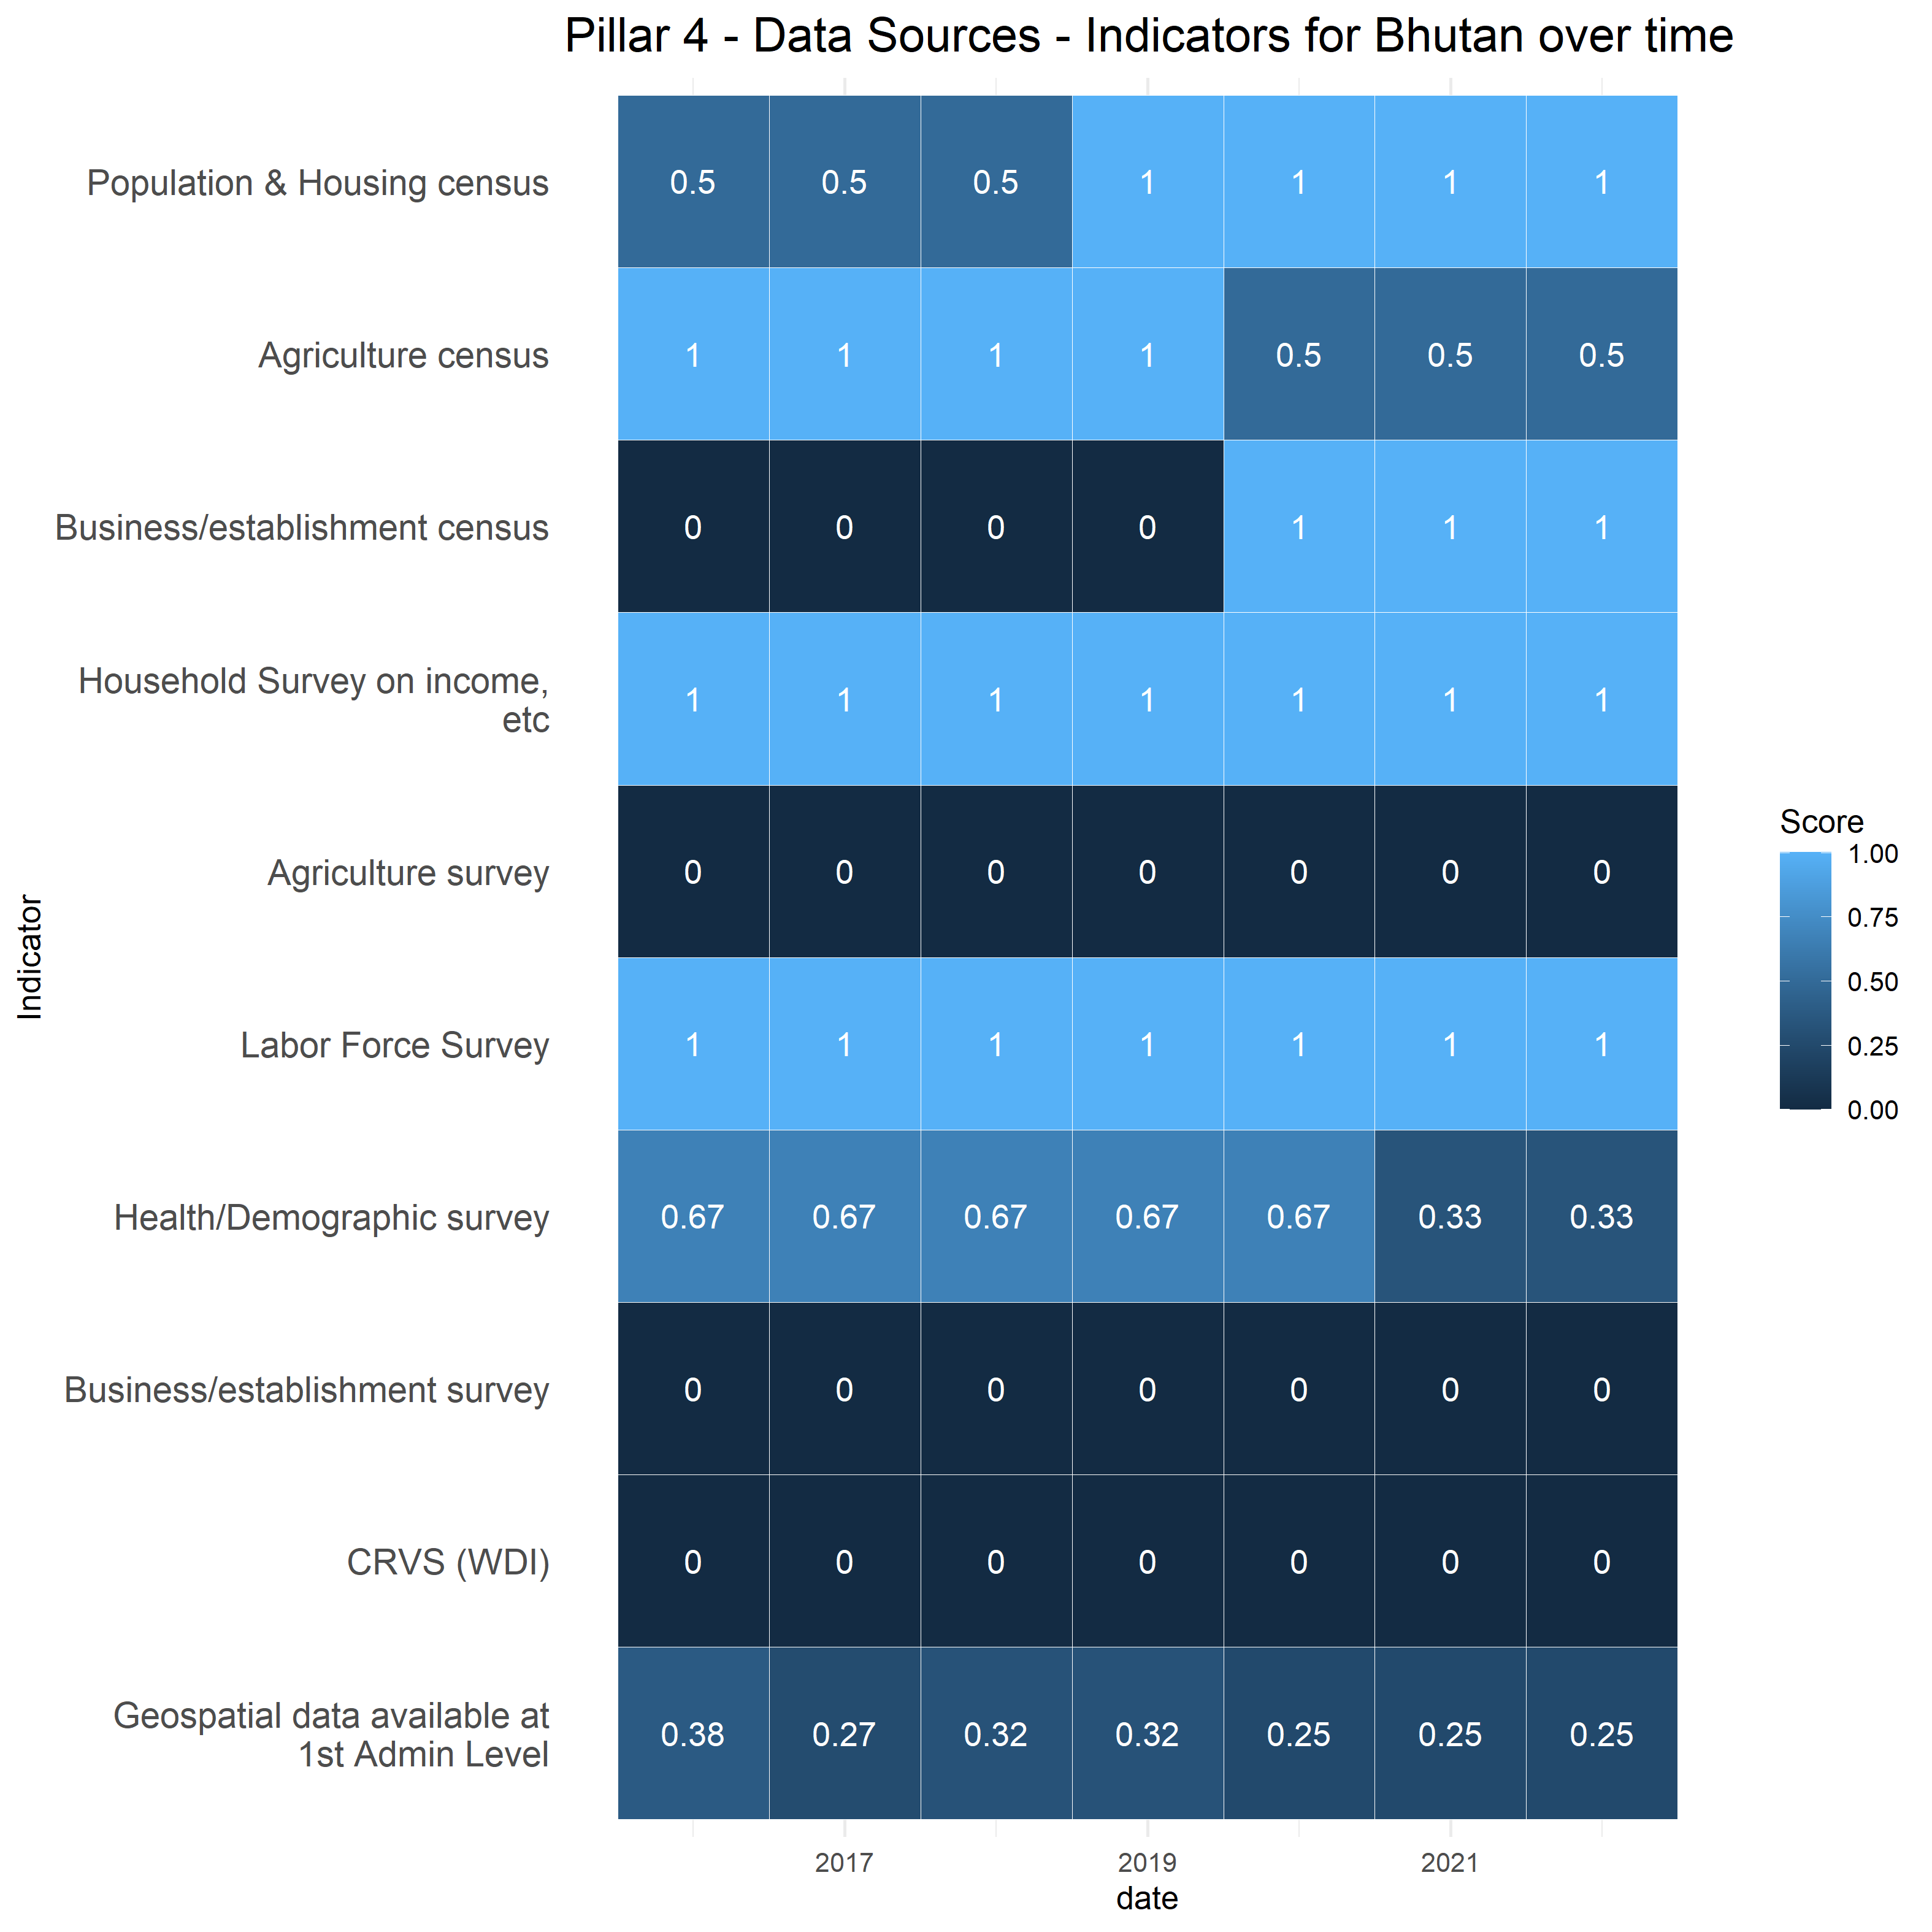 Pillar 4 - Data Sources - Indicators for Bhutan over time
Population & Housing census
0.5 0.5 0.5 1 1 1 1
Agriculture census
1 1 1 1 0.5 0.5 0.5
Business/establishment census
0 0 0 0 1 1 1
Household Survey on income,
etc
1 1 1 1 1 1 1
Agriculture survey
0 0 0 0 0 0 0
Labor Force Survey
1 1 1 1 1 1 1
Health/Demographic survey
0.67 0.67 0.67 0.67 0.67 0.33 0.33
Business/establishment survey
0 0 0 0 0 0 0
CRVS (WDI)
0 0 0 0 0 0 0
Geospatial data available at
1st Admin Level
0.38 0.27 0.32 0.32 0.25 0.25 0.25
2017 2019 2021
date
Indicator
Score
1.00
0.75
0.50
0.25
0.00